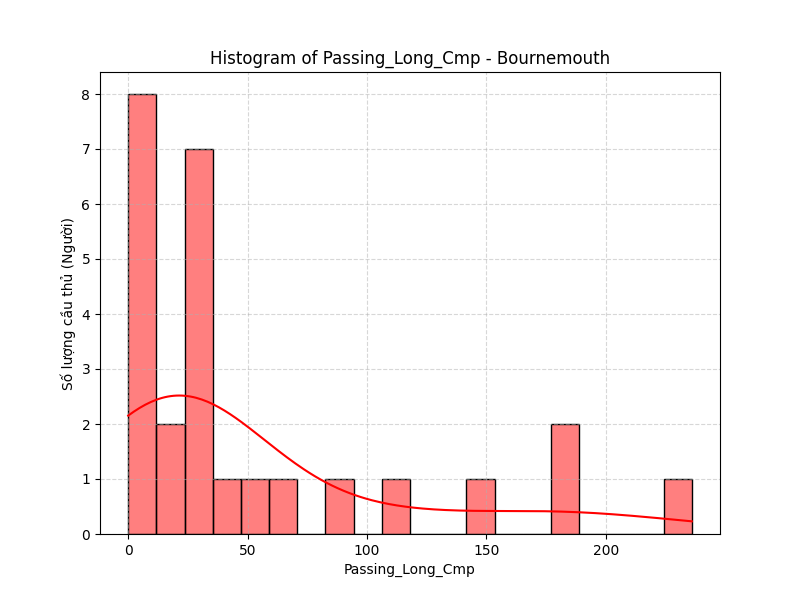 Histogram of Passing_Long_Cmp - Bournemouth
Số lượng cầu thủ (Người)
8
7
6
5
4
3
2
1
0
0 50 100 150 200
Passing_Long_Cmp